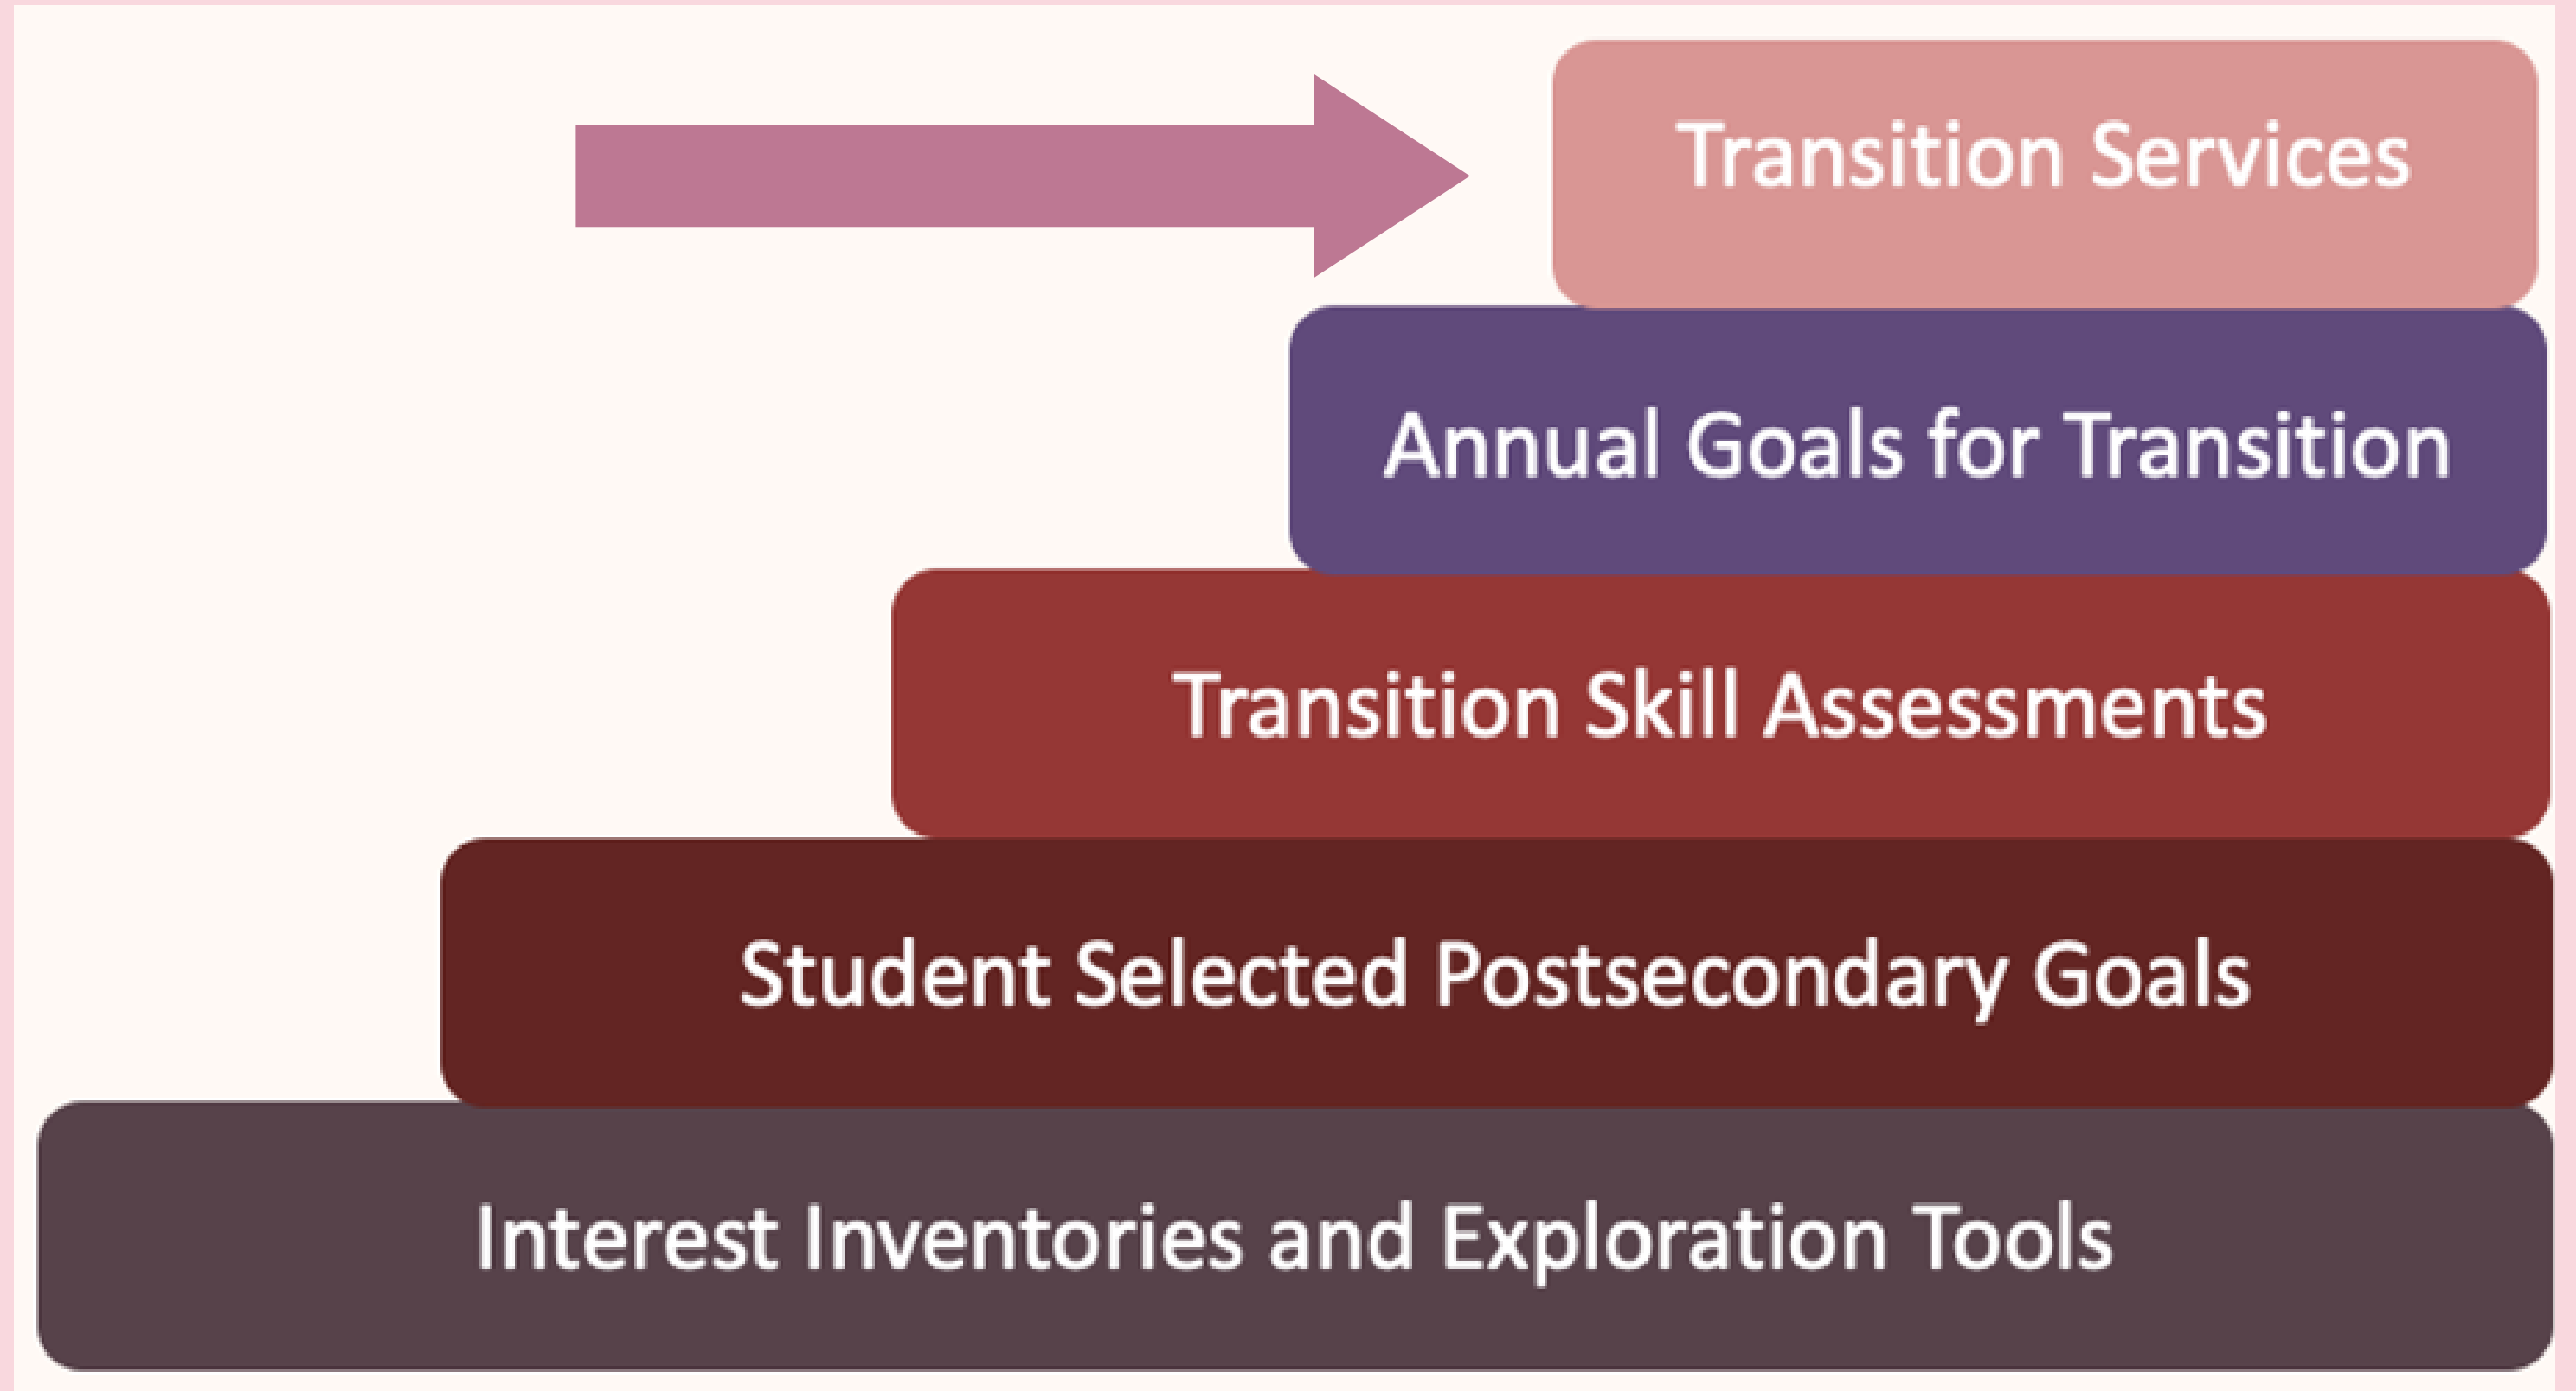 Transition Services
Annual Goals for Transition
Transition Skill Assessments
Student Selected Postsecondary Goals
Interest Inventories and Exploration Tools